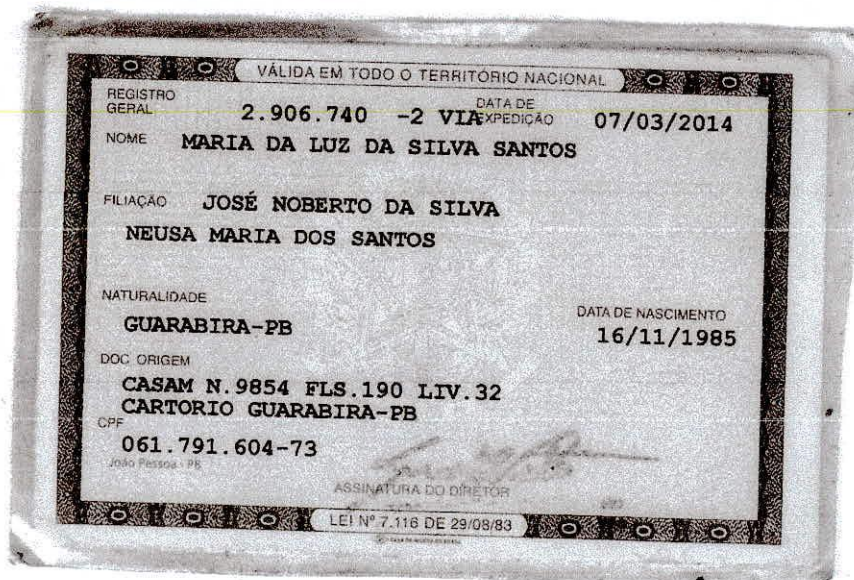 VÁLIDA EM TODO O TERRITÓRIO NACIONAL
REGISTRO GERAL 2.906.740 -2 VIA DATA DE EXPEDIÇÃO 07/03/2014
NOME MARIA DA LUZ DA SILVA SANTOS
FILIAÇÃO JOSÉ NOBERTO DA SILVA
NEUSA MARIA DOS SANTOS
NATURALIDADE
GUARABIRA-PB
DATA DE NASCIMENTO
16/11/1985
DOC ORIGEM
CASAM N.9854 FLS.190 LIV.32
CARTORIO GUARABIRA-PB
CPF
061.791.604-73
João Pessoa - PB
ASSINATURA DO DIRETOR
LEI Nº 7.116 DE 29/08/83